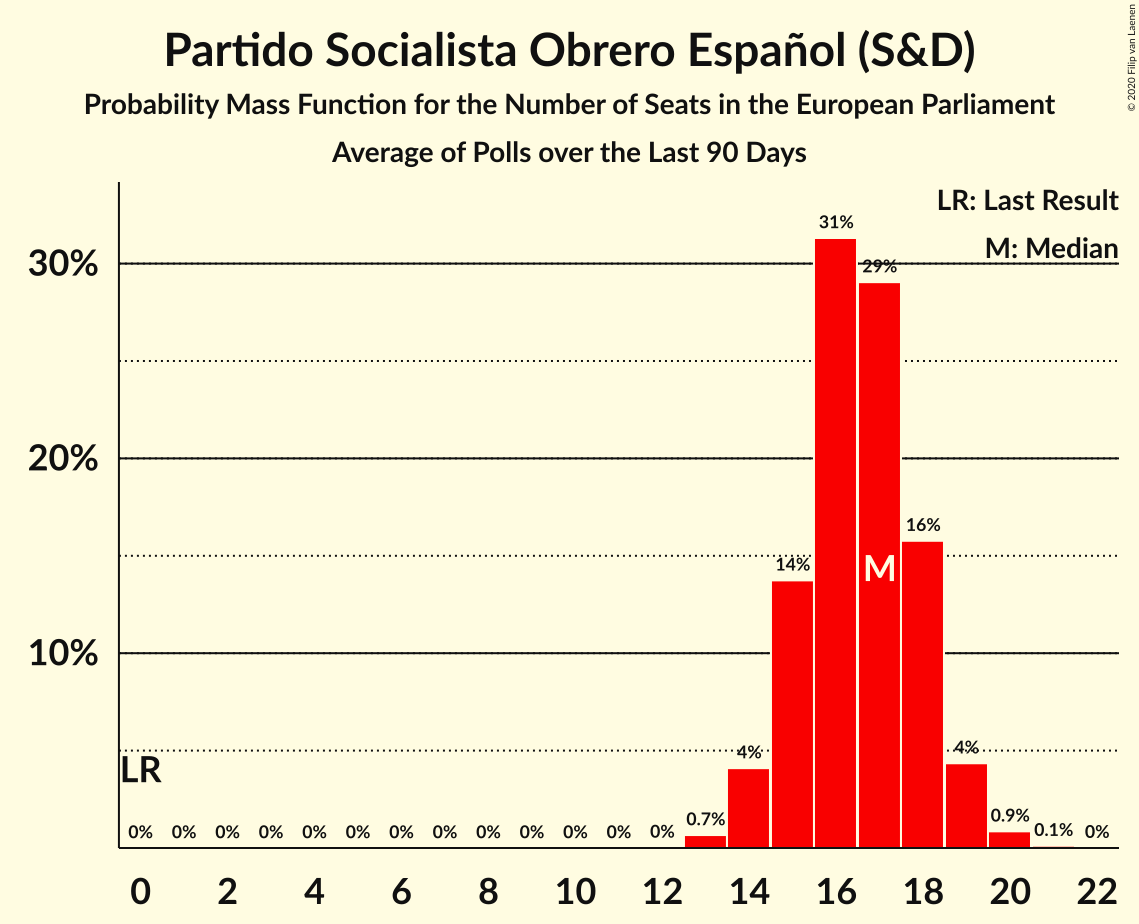 Partido Socialista Obrero Español (S&D)
Probability Mass Function for the Number of Seats in the European Parliament
Average of Polls over the Last 90 Days
© 2020 Filip van Laenen
LR: Last Result
M: Median
30%
20%
10%
31%
29%
16%
14%
M
4%
4%
LR
0% 0% 0% 0% 0% 0% 0% 0% 0% 0% 0% 0% 0% 0.7% 0.9% 0.1% 0%
0 2 4 6 8 10 12 14 16 18 20 22